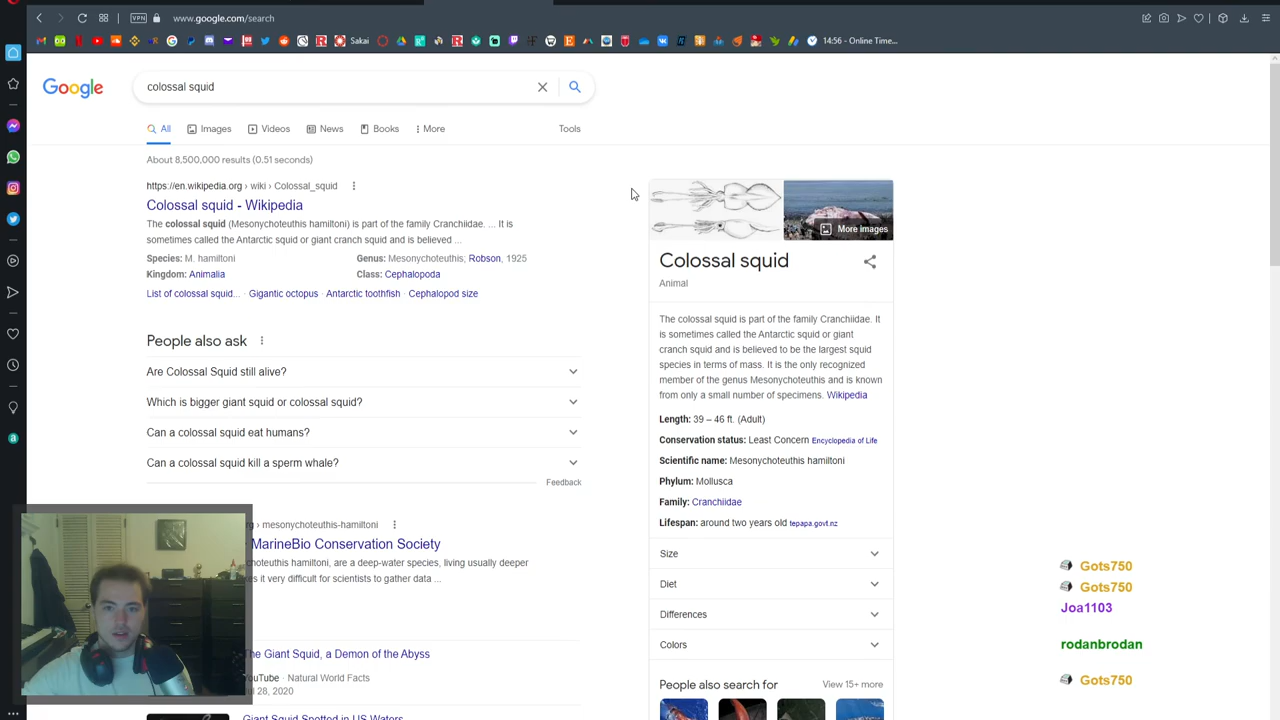 VPN
www.google.com/search
Sakai
14:56 - Online Time...
Google
colossal squid
All
Images
Videos
News
Books
More
Tools
About 8,500,000 results (0.51 seconds)
https://en.wikipedia.org › wiki › Colossal_squid
Colossal squid - Wikipedia
The colossal squid (Mesonychoteuthis hamiltoni) is part of the family Cranchiidae. ... It is
sometimes called the Antarctic squid or giant cranch squid and is believed ...
Species: M. hamiltoni
Genus: Mesonychoteuthis; Robson, 1925
Kingdom: Animalia
Class: Cephalopoda
List of colossal squid... · Gigantic octopus · Antarctic toothfish · Cephalopod size
People also ask
Are Colossal Squid still alive?
Which is bigger giant squid or colossal squid?
Can a colossal squid eat humans?
Can a colossal squid kill a sperm whale?
Feedback
rg › mesonychoteuthis-hamiltoni
MarineBio Conservation Society
hoteuthis hamiltoni, are a deep-water species, living usually deeper
s it very difficult for scientists to gather data ...
The Giant Squid, a Demon of the Abyss
YouTube · Natural World Facts
Jul 28, 2020
Giant Squid Spotted in US Waters
More images
Colossal squid
Animal
The colossal squid is part of the family Cranchiidae. It
is sometimes called the Antarctic squid or giant
cranch squid and is believed to be the largest squid
species in terms of mass. It is the only recognized
member of the genus Mesonychoteuthis and is known
from only a small number of specimens. Wikipedia
Length: 39 – 46 ft. (Adult)
Conservation status: Least Concern Encyclopedia of Life
Scientific name: Mesonychoteuthis hamiltoni
Phylum: Mollusca
Family: Cranchiidae
Lifespan: around two years old tepapa.govt.nz
Size
Diet
Differences
Colors
People also search for
View 15+ more
Gots750
Gots750
Joa1103
rodanbrodan
Gots750